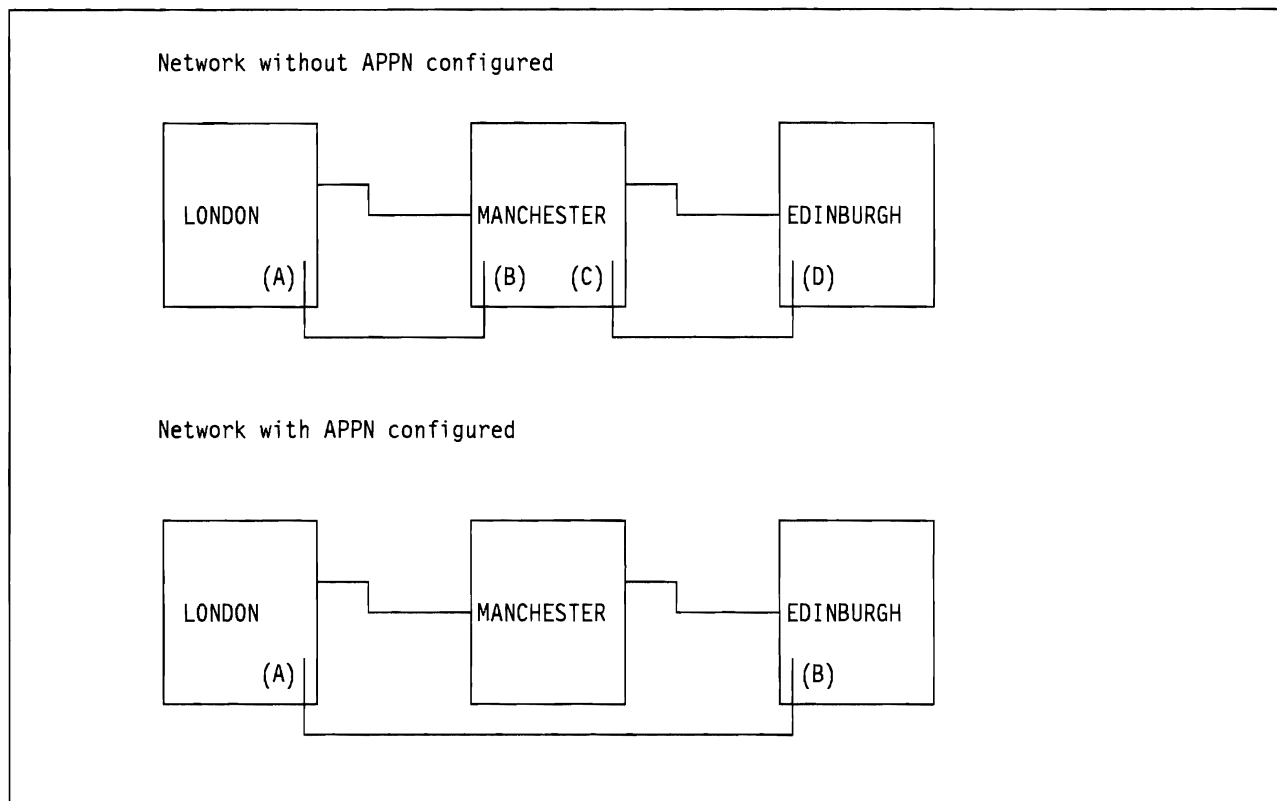 Network without APPN configured
LONDON MANCHESTER EDINBURGH
(A) (B) (C) (D)
Network with APPN configured
LONDON MANCHESTER EDINBURGH
(A) (B)